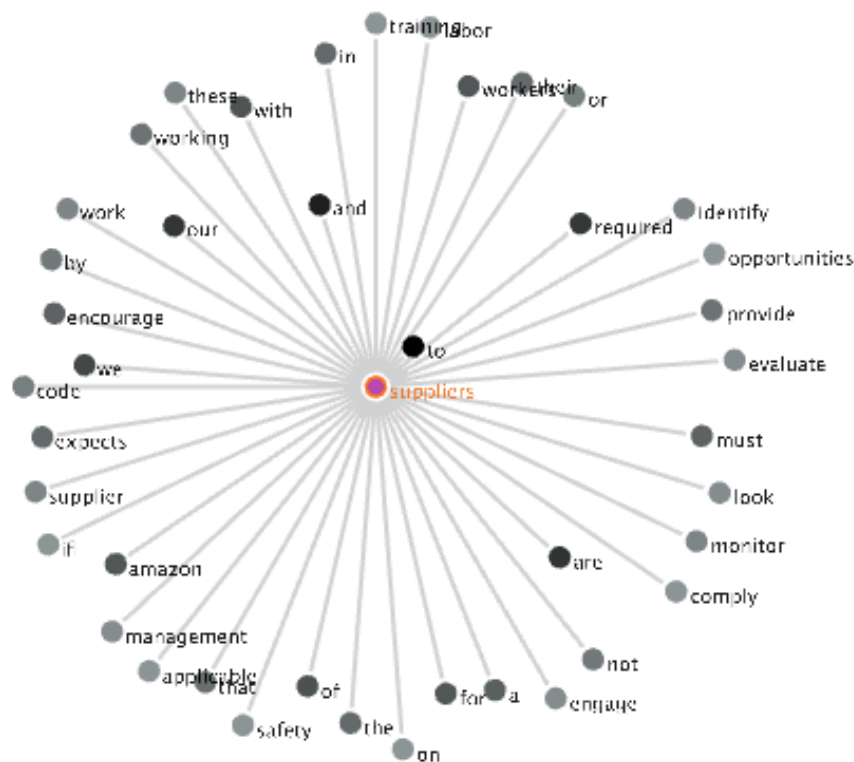 training
labor
in
workers
their
or
these
with
working
and
work
our
required
identify
by
opportunities
encourage
provide
to
we
evaluate
code
suppliers
expects
must
supplier
look
if
monitor
amazon
are
comply
management
applicable
that
not
of
for
a
engage
safety
the
on